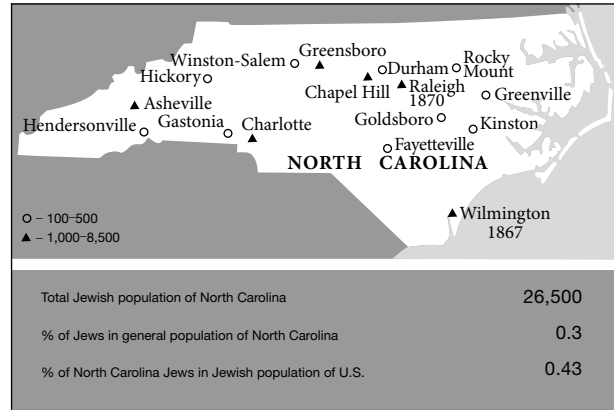 Winston-Salem
Greensboro
Hickory
Durham
Rocky
Mount
Chapel Hill
Raleigh
1870
Greenville
Asheville
Goldsboro
Hendersonville
Gastonia
Charlotte
Kinston
Fayetteville
NORTH CAROLINA
○ – 100–500
▲ – 1,000–8,500
Wilmington
1867
Total Jewish population of North Carolina 26,500
% of Jews in general population of North Carolina 0.3
% of North Carolina Jews in Jewish population of U.S. 0.43